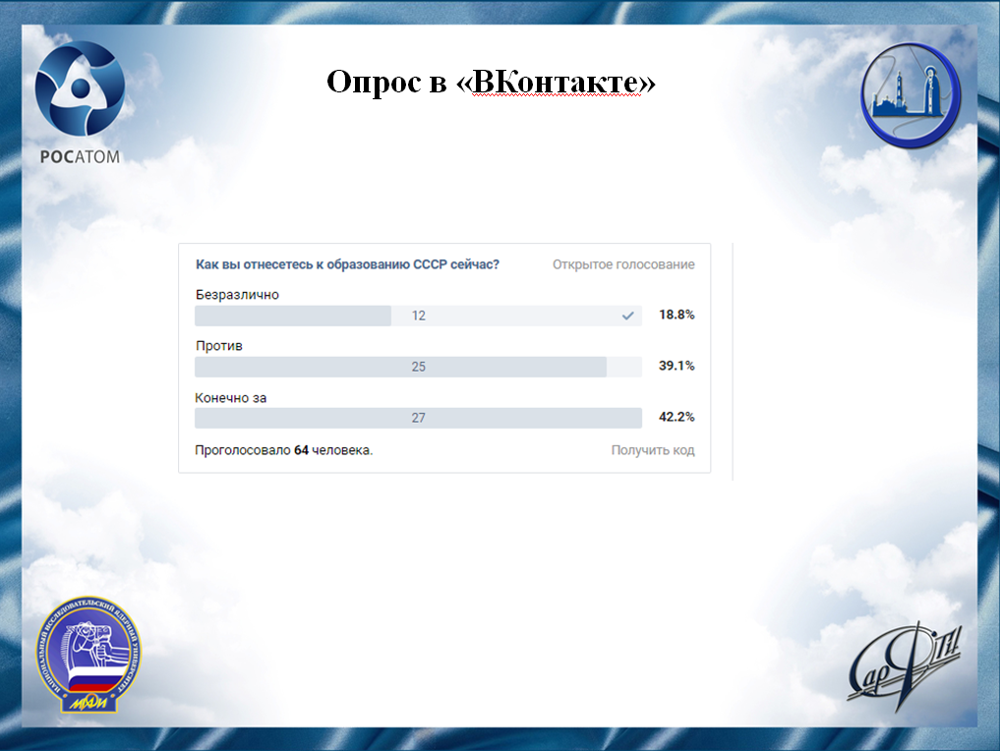 Опрос в «ВКонтакте»
РОСАТОМ
Как вы отнесетесь к образованию СССР сейчас?
Открытое голосование
Безразлично
12
18.8%
Против
25
39.1%
Конечно за
27
42.2%
Проголосовало 64 человека.
Получить код
НАЦИОНАЛЬНЫЙ ИССЛЕДОВАТЕЛЬСКИЙ ЯДЕРНЫЙ УНИВЕРСИТЕТ
МИФИ
СарФТИ